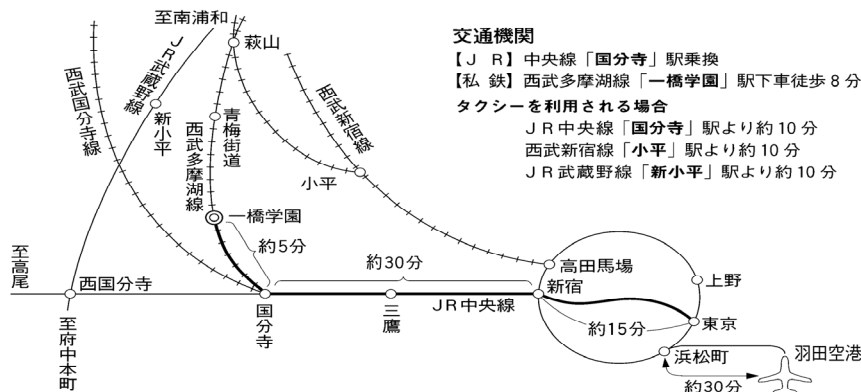 交通機関
【ＪＲ】中央線「国分寺」駅乗換
【私鉄】西武多摩湖線「一橋学園」駅下車徒歩８分
タクシーを利用される場合
ＪＲ中央線「国分寺」駅より約10分
西武新宿線「小平」駅より約10分
ＪＲ武蔵野線「新小平」駅より約10分
至南浦和
萩山
ＪＲ武蔵野線
西武国分寺線
新小平
青梅街道
西武多摩湖線
西武新宿線
小平
一橋学園
約5分
至高尾
西国分寺
至府中本町
国分寺
約30分
三鷹
ＪＲ中央線
高田馬場
新宿
上野
約15分
東京
浜松町
羽田空港
約30分